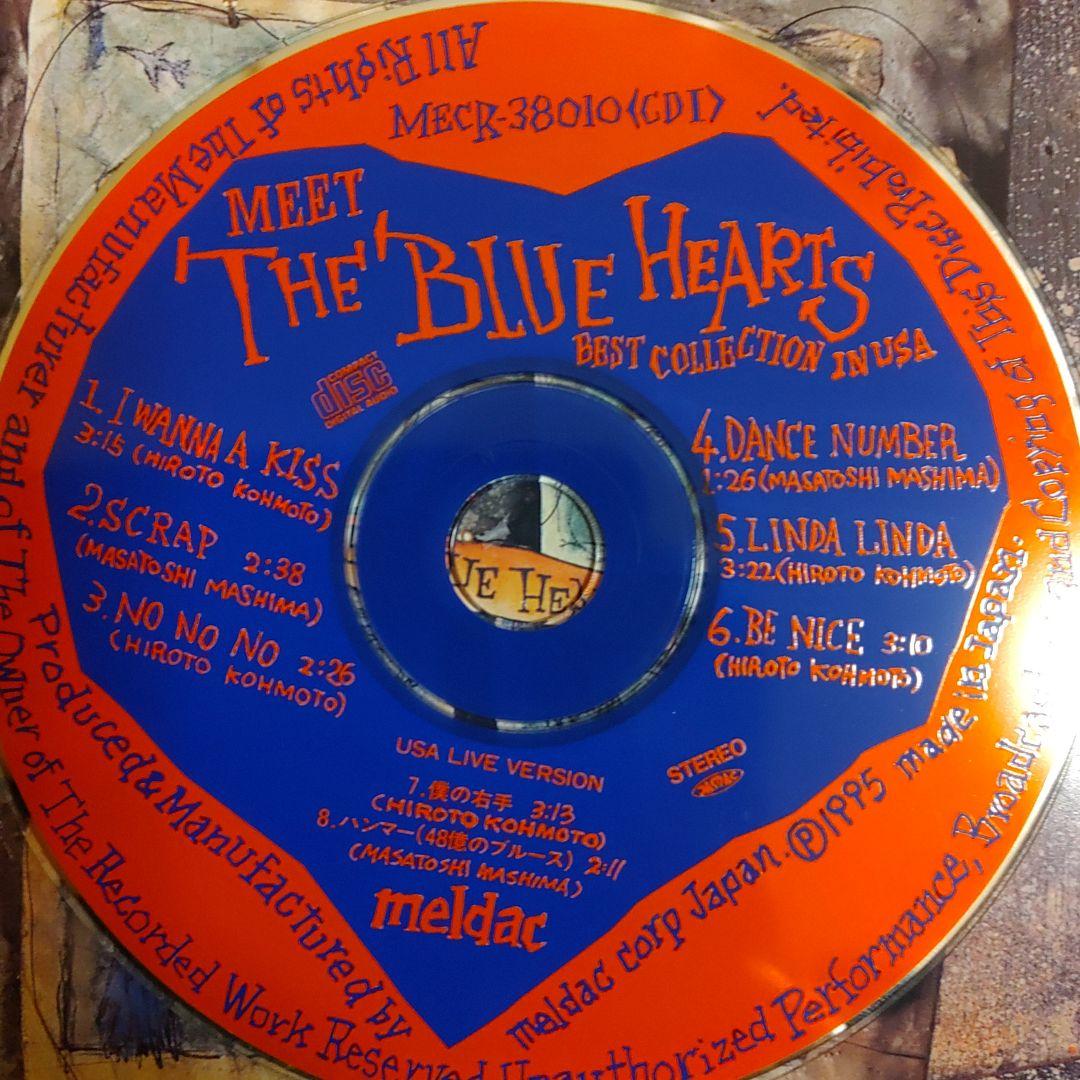 MECR-38010〈CD1〉
MEET
THE BLUE HEARTS
BEST COLLECTION IN USA
COMPACT
disc
DIGITAL AUDIO
1. I WANNA A KISS
3:15 (HIROTO KOHMOTO)
2. SCRAP 2:38
(MASATOSHI MASHIMA)
3. NO NO NO 2:26
(HIROTO KOHMOTO)
4. DANCE NUMBER
1:26 (MASATOSHI MASHIMA)
5. LINDA LINDA
3:22 (HIROTO KOHMOTO)
6. BE NICE 3:10
(HIROTO KOHMOTO)
USA LIVE VERSION
7. 僕の右手 3:13
(HIROTO KOHMOTO)
8. ハンマー(48億のブルース) 2:11
(MASATOSHI MASHIMA)
STEREO
meldac
Produced & Manufactured by meldac corp Japan. Ⓟ1995 made in Japan.
All Rights of The Manufacturer and of The Owner of The Recorded Work Reserved Unauthorized Performance, Copying of This Disc Prohibited.
UE HE